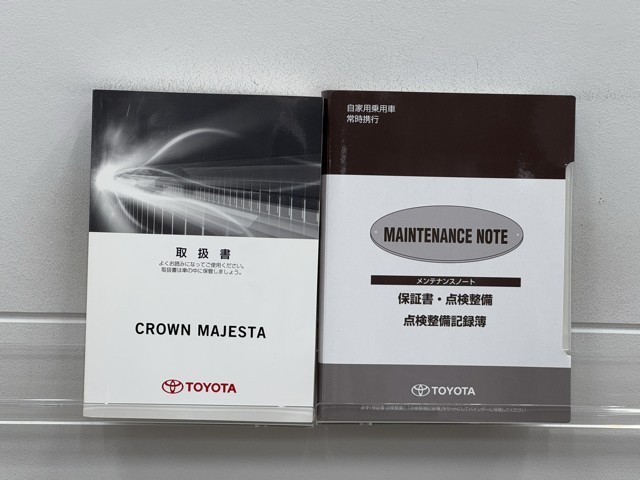 取扱書
よくお読みになってご使用ください。
取扱書は車の中に保管しましょう。
CROWN MAJESTA
TOYOTA
自家用乗用車
常時携行
MAINTENANCE NOTE
メンテナンスノート
保証書・点検整備
点検整備記録簿
TOYOTA